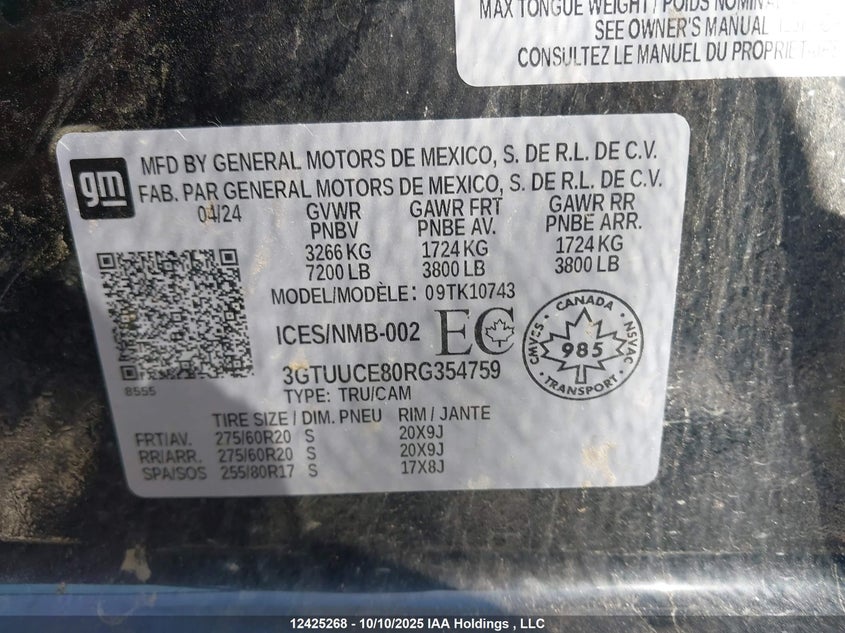 MAX TONGUE WEIGHT / POIDS
SEE OWNER'S MANUAL
CONSULTEZ LE MANUEL DU
gm
MFD BY GENERAL MOTORS DE MEXICO, S. DE R.L. DE C.V.
FAB. PAR GENERAL MOTORS DE MEXICO, S. DE R.L. DE C.V.
04/24 GVWR GAWR FRT GAWR RR
PNBV PNBE AV. PNBE ARR.
3266 KG 1724 KG 1724 KG
7200 LB 3800 LB 3800 LB
MODEL/MODÈLE: 09TK10743
ICES/NMB-002 EC
CANADA
CMVSS NSVAC
985
TRANSPORT
3GTUUCE80RG354759
8555
TYPE: TRU/CAM
TIRE SIZE / DIM. PNEU RIM / JANTE
FRT/AV. 275/60R20 S 20X9J
RR/ARR. 275/60R20 S 20X9J
SPA/SOS 255/80R17 S 17X8J
12425268 - 10/10/2025 IAA Holdings , LLC